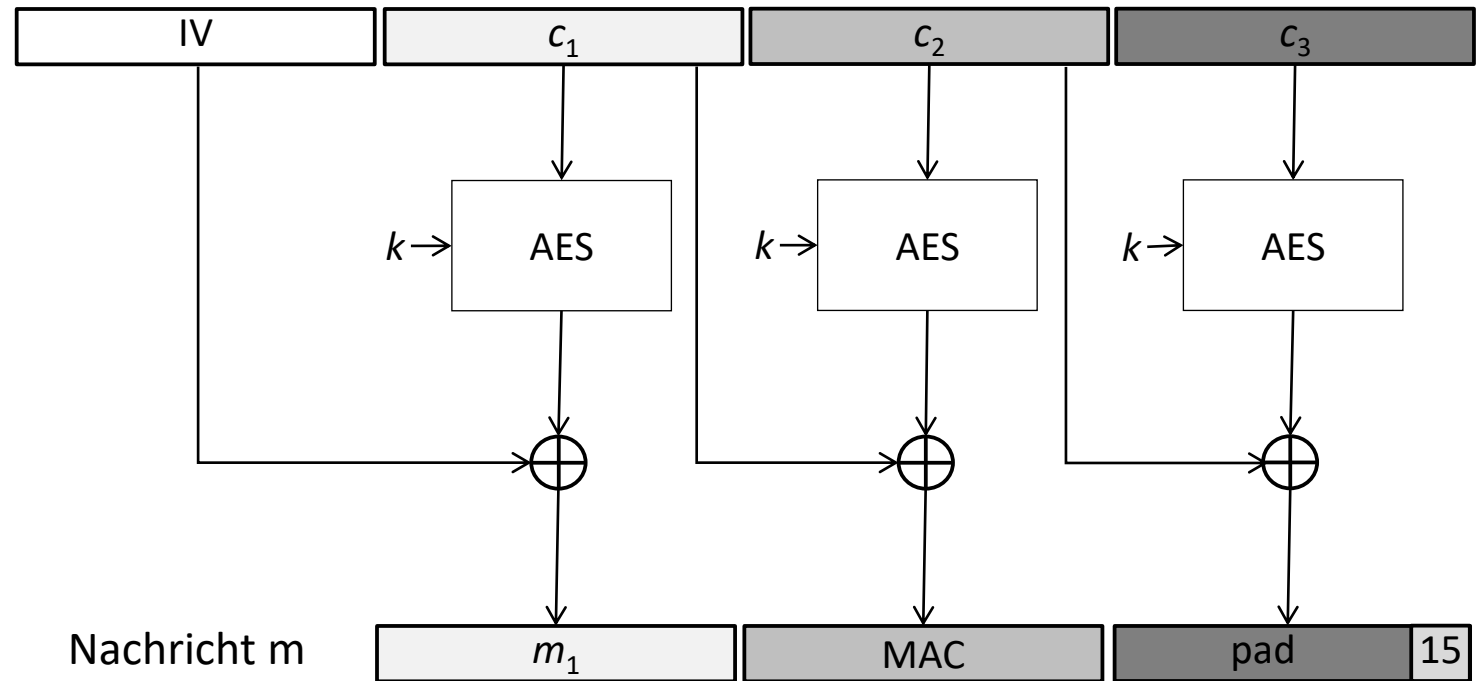 IV c₁ c₂ c₃
k AES k AES k AES
Nachricht m m₁ MAC pad 15